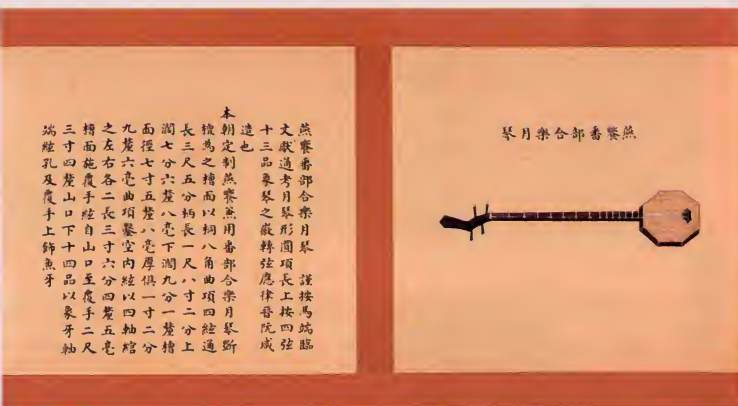 燕饗番部合樂月琴
燕饗番部合樂月琴 謹按馬端臨
文獻通考月琴形圓項長上按四弦
十三品象琴之徽轉弦應律晉阮咸
造也
本朝定制燕饗兼用番部合樂月琴斲
檀為之槽面以桐八角曲項四絃通
長三尺五分柄長一尺八寸二分上
濶七分六釐八毫下濶九分一釐槽
面徑七寸五釐八毫厚俱一寸二分
九釐六毫曲項鑿空內絃以四軸綰
之左右各二長三寸六分四釐五毫
槽面施覆手絃自山口至覆手二尺
三寸四釐山口下十四品以象牙軸
端絃孔及覆手上飾魚牙